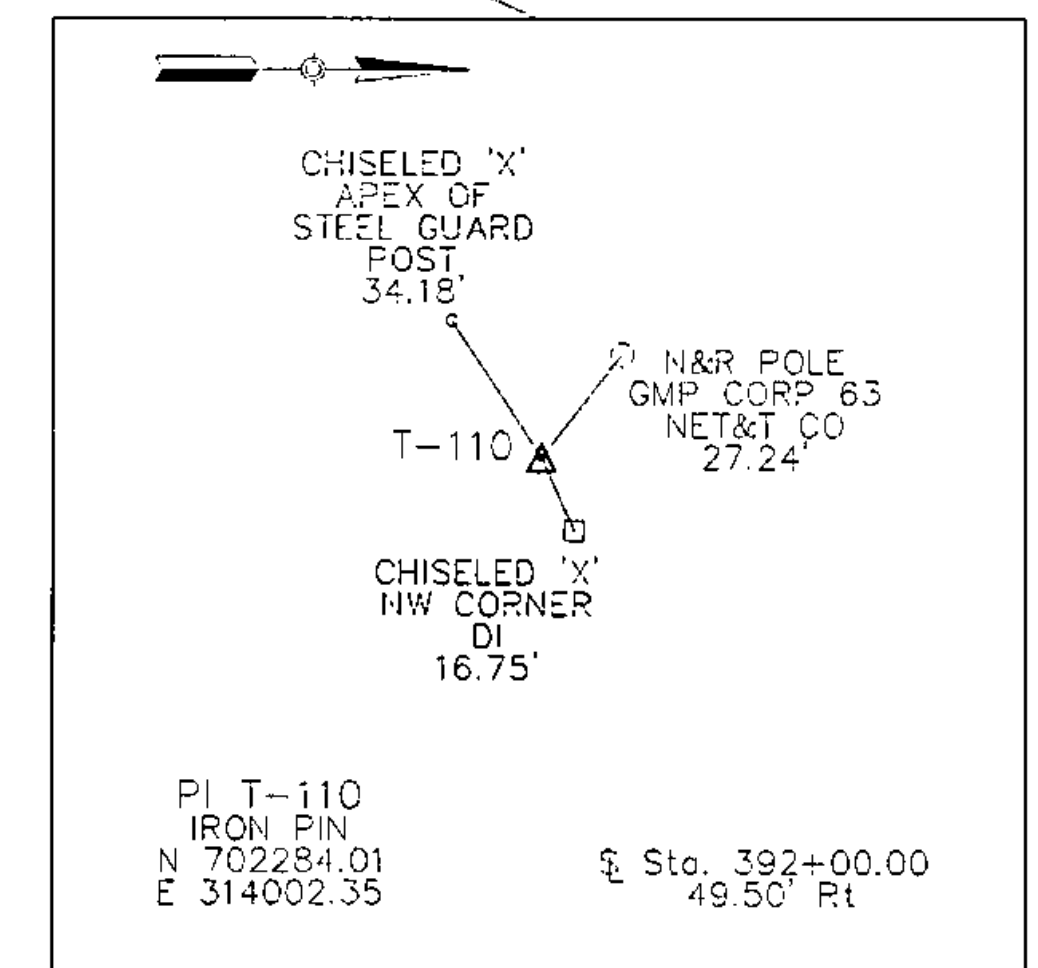 CHISELED 'X'
APEX OF
STEEL GUARD
POST
34.18'
N&R POLE
GMP CORP 63
NET&T CO
27.24'
T-110
CHISELED 'X'
NW CORNER
DI
16.75'
PI T-110
IRON PIN
N 702284.01
E 314002.35
℄ Sta. 392+00.00
49.50' Rt